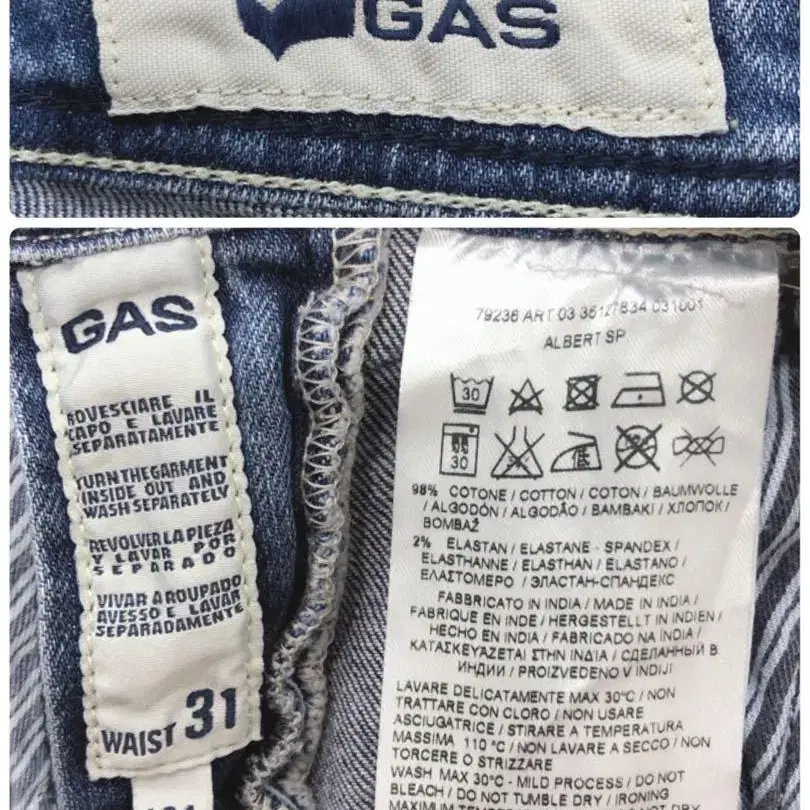 GAS
GAS
ROVESCIARE IL
CAPO E LAVARE
SEPARATAMENTE
TURN THE GARMENT
INSIDE OUT AND
WASH SEPARATELY
REVOLVER LA PIEZA
Y LAVAR POR
SEPARADO
VIVAR A ROUPADO
AVESSO E LAVAR
SEPARADAMENTE
WAIST 31
79236 ART 03 35127834 031001
ALBERT SP
30
30
98% COTONE / COTTON / COTON / BAUMWOLLE
/ ALGODÓN / ALGODÃO / BAMBAKI / ХЛОПОК /
BOMBAŽ
2% ELASTAN / ELASTANE - SPANDEX /
ELASTHANNE / ELASTHAN / ELASTANO /
ΕΛΑΣΤΟΜΕΡΟ / ЭЛАСТАН-СПАНДЕКС
FABBRICATO IN INDIA / MADE IN INDIA /
FABRIQUE EN INDE / HERGESTELLT IN INDIEN /
HECHO EN INDIA / FABRICADO NA ÍNDIA /
ΚΑΤΑΣΚΕΥΑΖΕΤΑΙ ΣΤΗΝ ΙΝΔΙΑ / СДЕЛАННЫЙ В
ИНДИИ / PROIZVEDENO V INDIJI
LAVARE DELICATAMENTE MAX 30°C / NON
TRATTARE CON CLORO / NON USARE
ASCIUGATRICE / STIRARE A TEMPERATURA
MASSIMA 110 °C / NON LAVARE A SECCO / NON
TORCERE O STRIZZARE
WASH MAX 30°C - MILD PROCESS / DO NOT
BLEACH / DO NOT TUMBLE DRY / IRONING